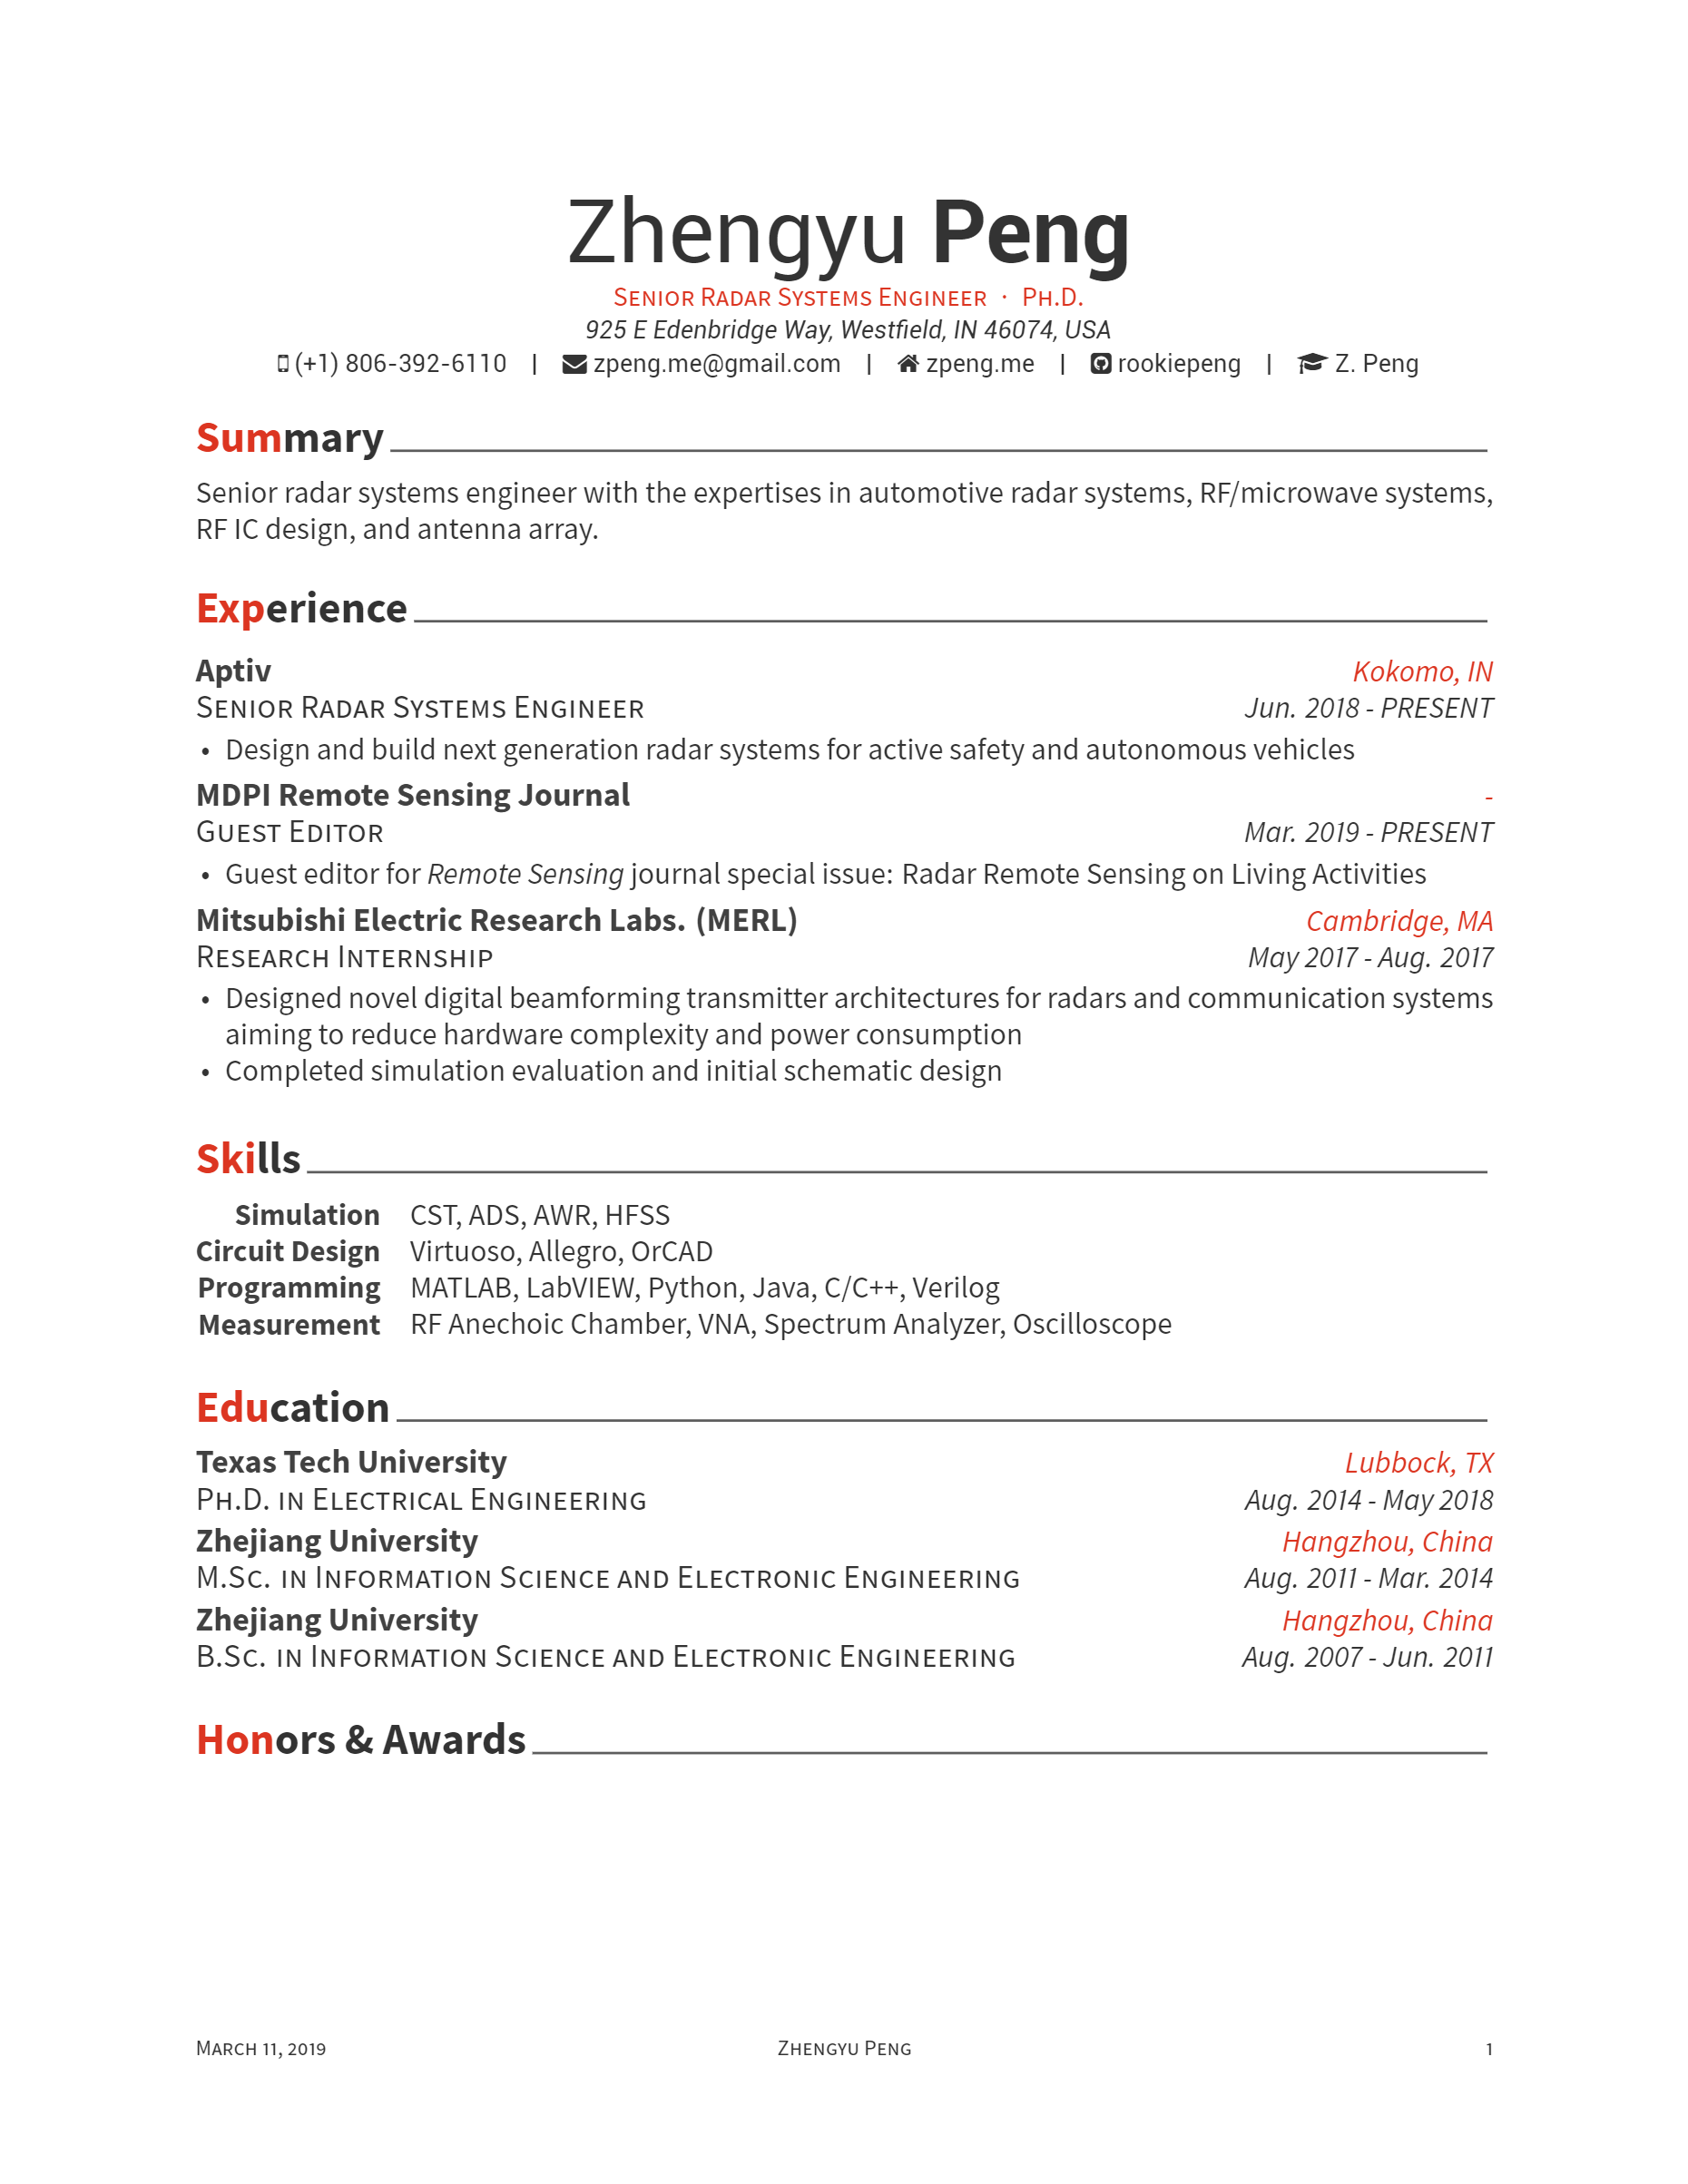 Zhengyu Peng
Senior Radar Systems Engineer · Ph.D.
925 E Edenbridge Way, Westfield, IN 46074, USA
(+1) 806-392-6110 | zpeng.me@gmail.com | zpeng.me | rookiepeng | Z. Peng
Summary
Senior radar systems engineer with the expertises in automotive radar systems, RF/microwave systems,
RF IC design, and antenna array.
Experience
Aptiv Kokomo, IN
Senior Radar Systems Engineer Jun. 2018 - PRESENT
• Design and build next generation radar systems for active safety and autonomous vehicles
MDPI Remote Sensing Journal -
Guest Editor Mar. 2019 - PRESENT
• Guest editor for Remote Sensing journal special issue: Radar Remote Sensing on Living Activities
Mitsubishi Electric Research Labs. (MERL) Cambridge, MA
Research Internship May 2017 - Aug. 2017
• Designed novel digital beamforming transmitter architectures for radars and communication systems
aiming to reduce hardware complexity and power consumption
• Completed simulation evaluation and initial schematic design
Skills
Simulation CST, ADS, AWR, HFSS
Circuit Design Virtuoso, Allegro, OrCAD
Programming MATLAB, LabVIEW, Python, Java, C/C++, Verilog
Measurement RF Anechoic Chamber, VNA, Spectrum Analyzer, Oscilloscope
Education
Texas Tech University Lubbock, TX
Ph.D. in Electrical Engineering Aug. 2014 - May 2018
Zhejiang University Hangzhou, China
M.Sc. in Information Science and Electronic Engineering Aug. 2011 - Mar. 2014
Zhejiang University Hangzhou, China
B.Sc. in Information Science and Electronic Engineering Aug. 2007 - Jun. 2011
Honors & Awards
March 11, 2019 Zhengyu Peng 1